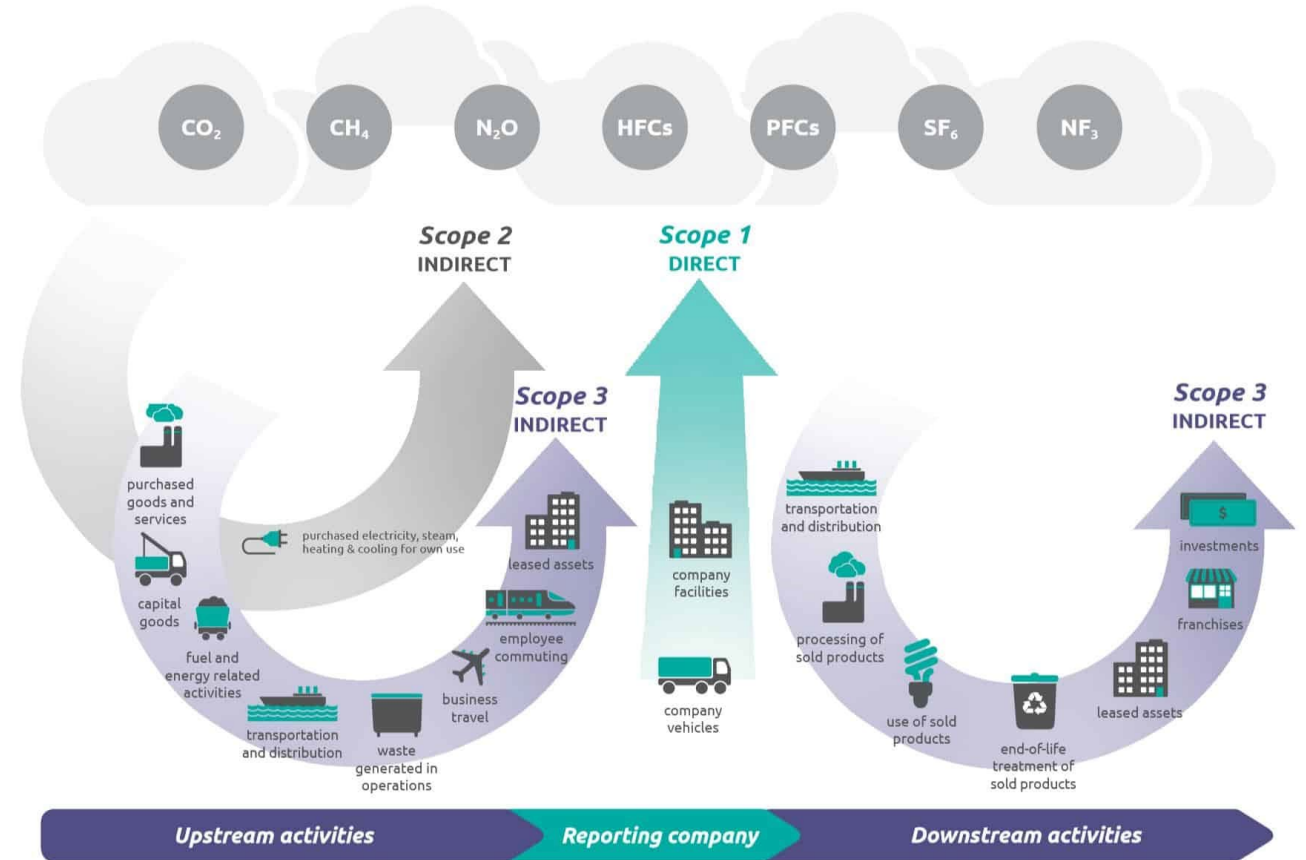 CO₂
CH₄
N₂O
HFCs
PFCs
SF₆
NF₃
Scope 2
INDIRECT
Scope 1
DIRECT
Scope 3
INDIRECT
Scope 3
INDIRECT
purchased
goods and
services
capital
goods
fuel and
energy related
activities
transportation
and distribution
waste
generated in
operations
business
travel
employee
commuting
leased assets
purchased electricity, steam,
heating & cooling for own use
company
facilities
company
vehicles
transportation
and distribution
processing of
sold products
use of sold
products
end-of-life
treatment of
sold products
leased assets
franchises
investments
$
Upstream activities
Reporting company
Downstream activities